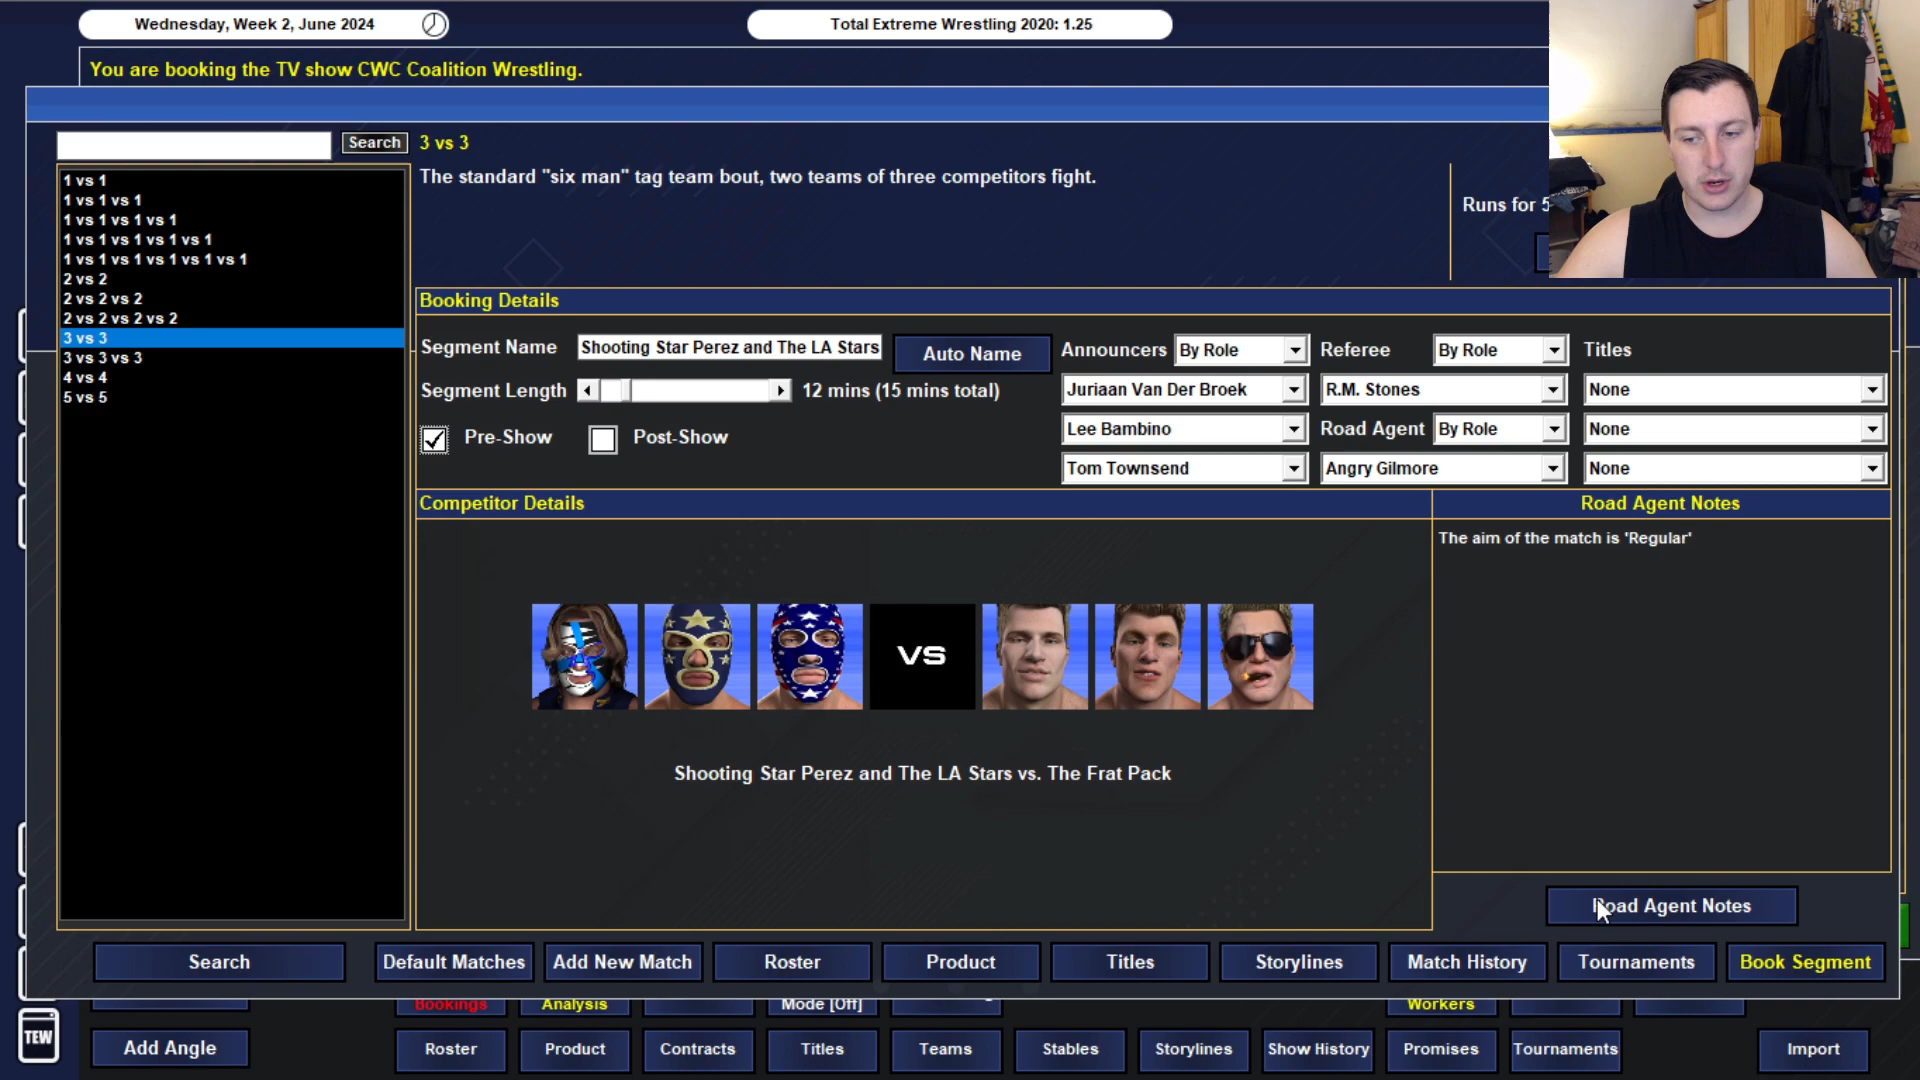 Wednesday, Week 2, June 2024
Total Extreme Wrestling 2020: 1.25
You are booking the TV show CWC Coalition Wrestling.
Search
3 vs 3
The standard "six man" tag team bout, two teams of three competitors fight.
Runs for 5
1 vs 1
1 vs 1 vs 1
1 vs 1 vs 1 vs 1
1 vs 1 vs 1 vs 1 vs 1
1 vs 1 vs 1 vs 1 vs 1 vs 1
2 vs 2
2 vs 2 vs 2
2 vs 2 vs 2 vs 2
3 vs 3
3 vs 3 vs 3
4 vs 4
5 vs 5
Booking Details
Segment Name Shooting Star Perez and The LA Stars Auto Name Announcers By Role Referee By Role Titles
Segment Length 12 mins (15 mins total) Juriaan Van Der Broek R.M. Stones None
Pre-Show Post-Show Lee Bambino Road Agent By Role None
Tom Townsend Angry Gilmore None
Competitor Details
Road Agent Notes
The aim of the match is 'Regular'
VS
Shooting Star Perez and The LA Stars vs. The Frat Pack
Road Agent Notes
Search Default Matches Add New Match Roster Product Titles Storylines Match History Tournaments Book Segment
Bookings Analysis Mode [Off] Workers
TEW
Add Angle Roster Product Contracts Titles Teams Stables Storylines Show History Promises Tournaments Import